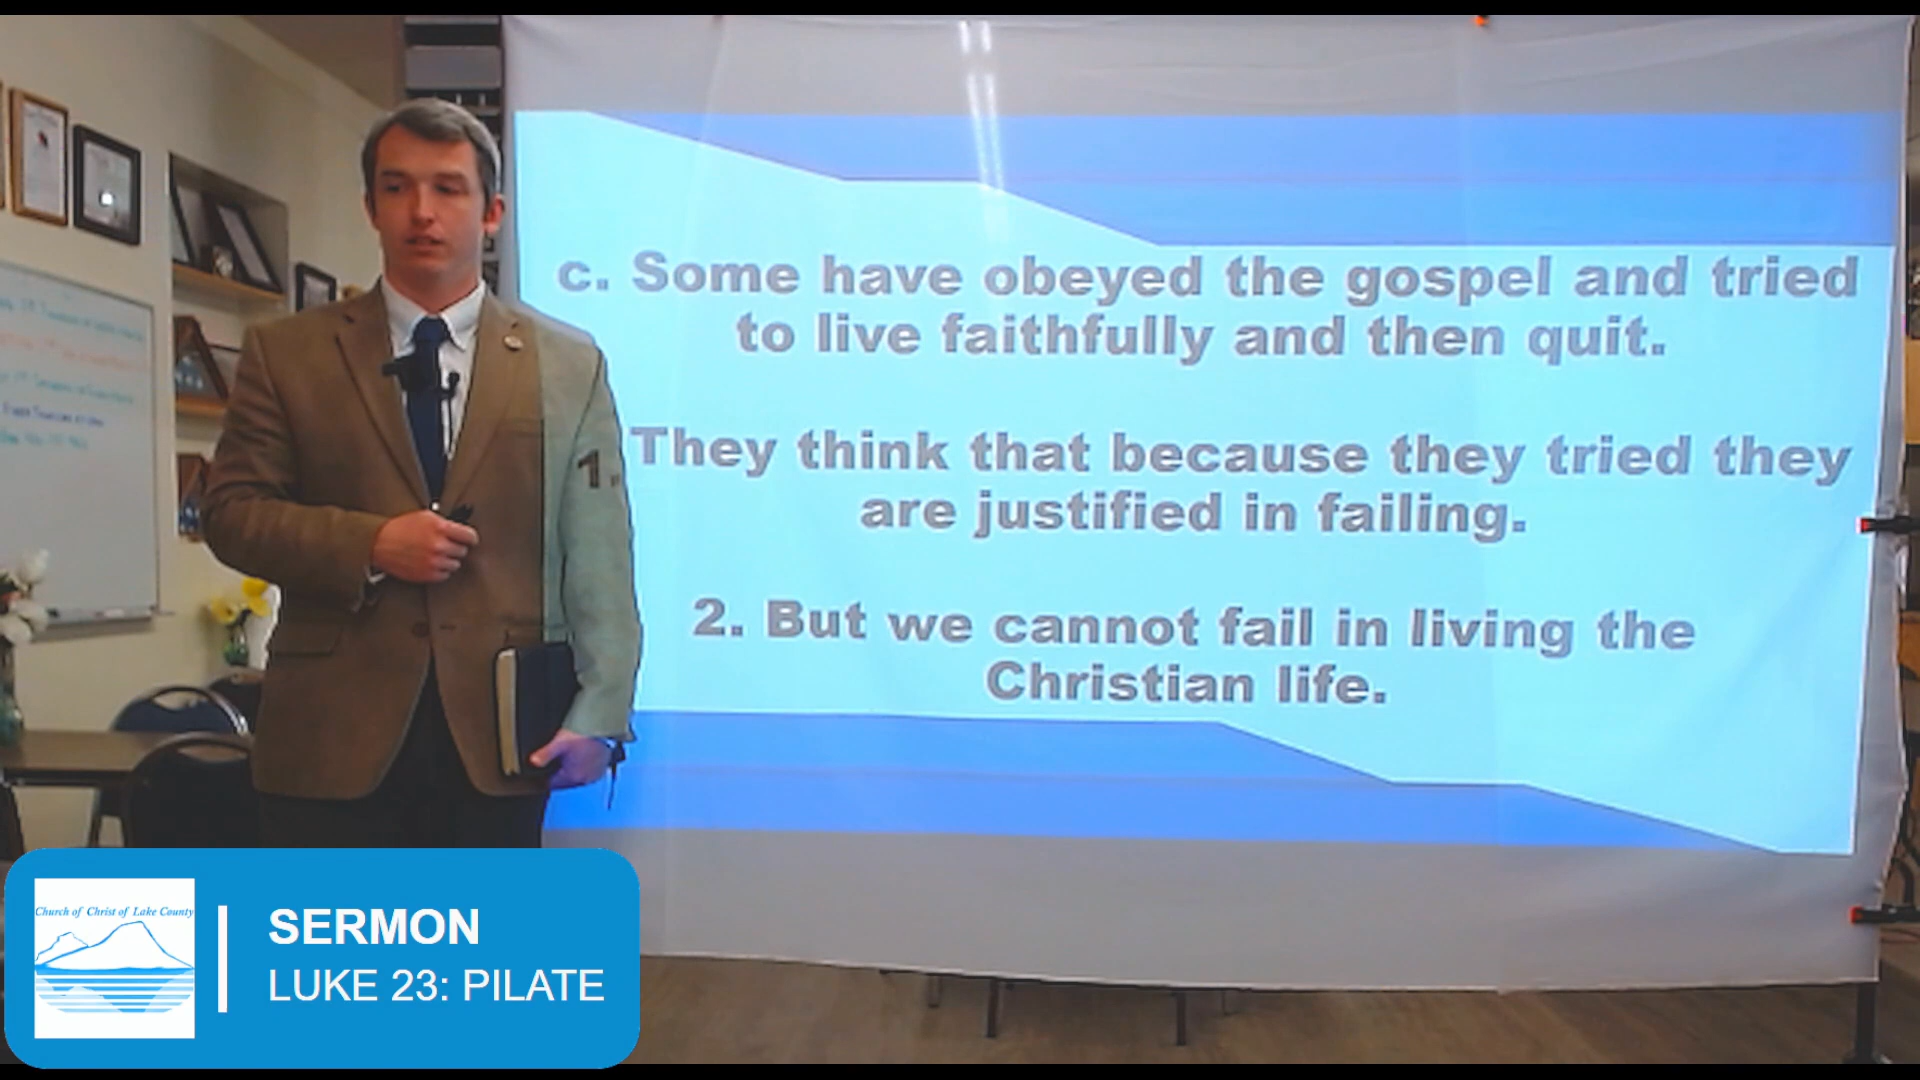 c. Some have obeyed the gospel and tried
to live faithfully and then quit.
1. They think that because they tried they
are justified in failing.
2. But we cannot fail in living the
Christian life.
Church of Christ of Lake County
SERMON
LUKE 23: PILATE